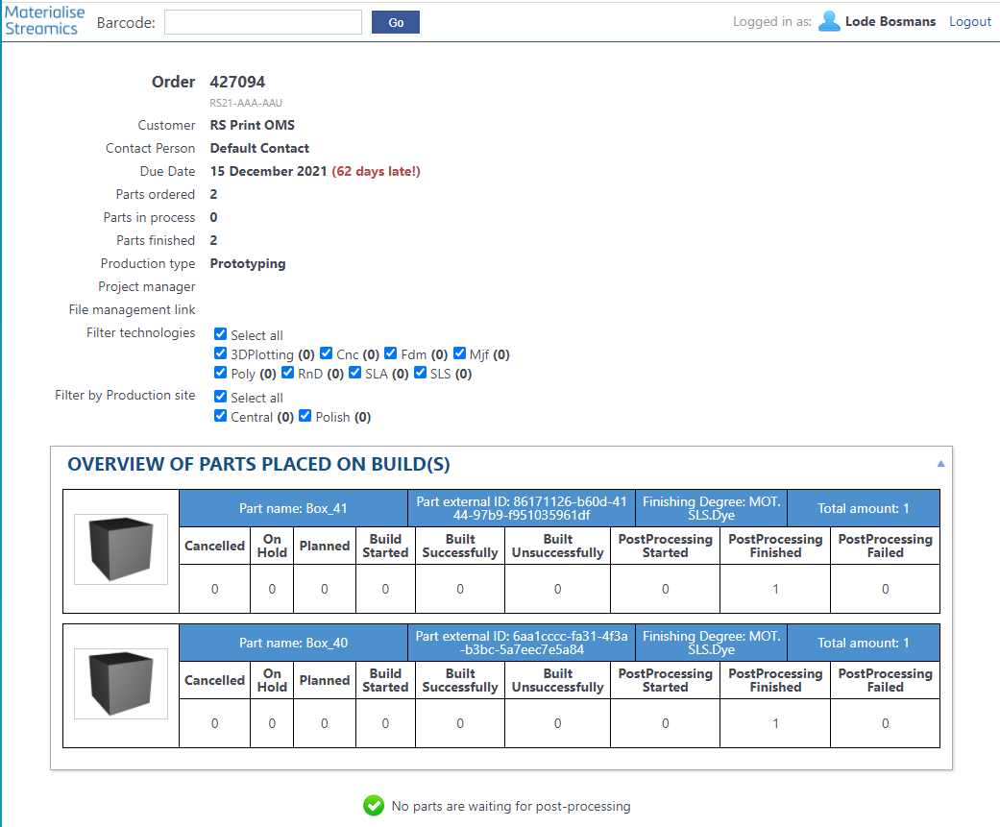 Materialise
Streamics
Barcode:
Go
Logged in as: Lode Bosmans Logout
Order 427094
RS21-AAA-AAU
Customer RS Print OMS
Contact Person Default Contact
Due Date 15 December 2021 (62 days late!)
Parts ordered 2
Parts in process 0
Parts finished 2
Production type Prototyping
Project manager
File management link
Filter technologies Select all
3DPlotting (0) Cnc (0) Fdm (0) Mjf (0)
Poly (0) RnD (0) SLA (0) SLS (0)
Filter by Production site Select all
Central (0) Polish (0)
OVERVIEW OF PARTS PLACED ON BUILD(S)
Part name: Box_41
Part external ID: 86171126-b60d-41
44-97b9-f951035961df
Finishing Degree: MOT.
SLS.Dye
Total amount: 1
Cancelled
On
Hold
Planned
Build
Started
Built
Successfully
Built
Unsuccessfully
PostProcessing
Started
PostProcessing
Finished
PostProcessing
Failed
0 0 0 0 0 0 0 1 0
Part name: Box_40
Part external ID: 6aa1cccc-fa31-4f3a
-b3bc-5a7eec7e5a84
Finishing Degree: MOT.
SLS.Dye
Total amount: 1
Cancelled
On
Hold
Planned
Build
Started
Built
Successfully
Built
Unsuccessfully
PostProcessing
Started
PostProcessing
Finished
PostProcessing
Failed
0 0 0 0 0 0 0 1 0
No parts are waiting for post-processing